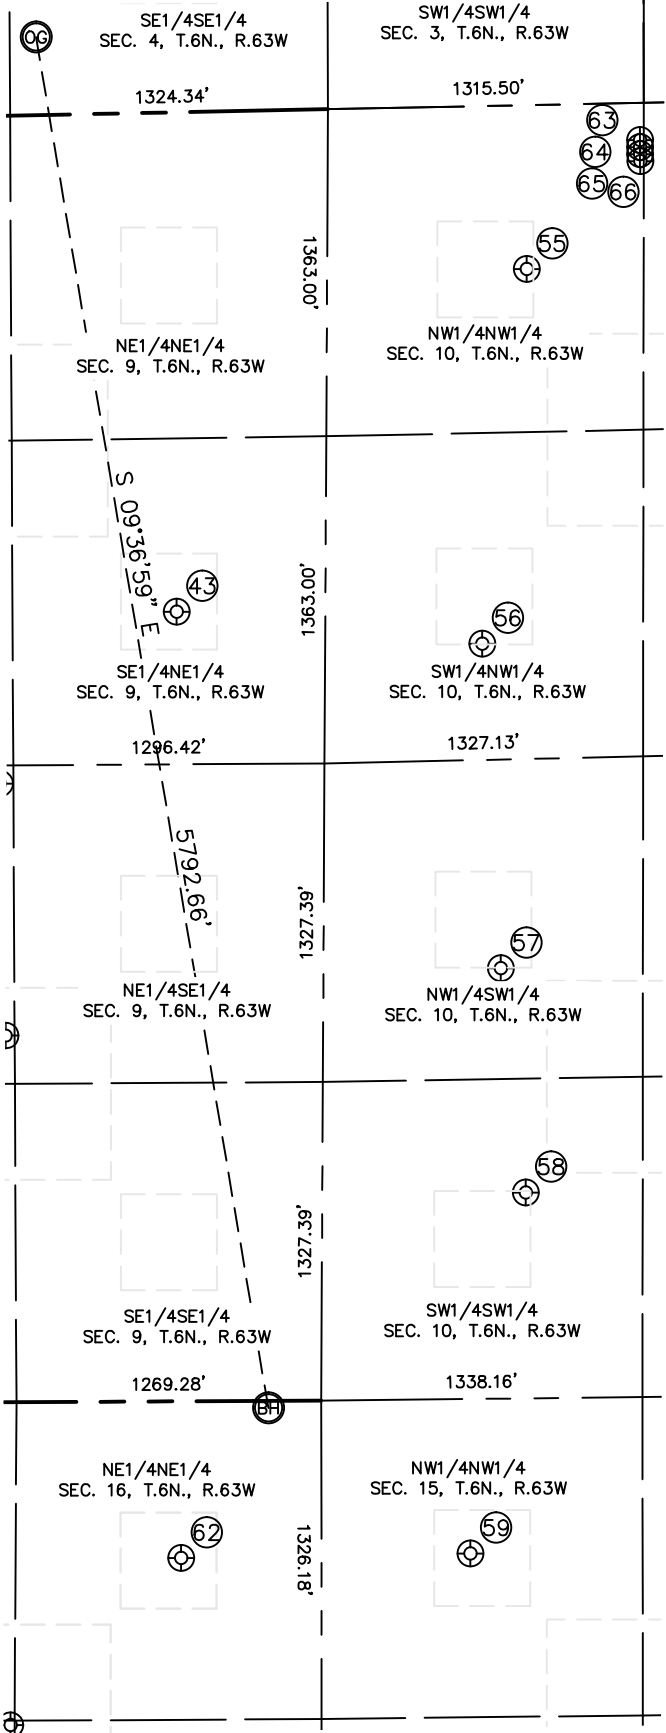 SE1/4SE1/4
SEC. 4, T.6N., R.63W
SW1/4SW1/4
SEC. 3, T.6N., R.63W
OG
1324.34'
1315.50'
63
64
65
66
55
1363.00'
NE1/4NE1/4
SEC. 9, T.6N., R.63W
NW1/4NW1/4
SEC. 10, T.6N., R.63W
S 09°36'59" E
43
1363.00'
56
SE1/4NE1/4
SEC. 9, T.6N., R.63W
SW1/4NW1/4
SEC. 10, T.6N., R.63W
1296.42'
1327.13'
5792.66'
1327.39'
57
NE1/4SE1/4
SEC. 9, T.6N., R.63W
NW1/4SW1/4
SEC. 10, T.6N., R.63W
58
1327.39'
SE1/4SE1/4
SEC. 9, T.6N., R.63W
SW1/4SW1/4
SEC. 10, T.6N., R.63W
1269.28'
1338.16'
BH
NE1/4NE1/4
SEC. 16, T.6N., R.63W
NW1/4NW1/4
SEC. 15, T.6N., R.63W
62
1326.18'
59